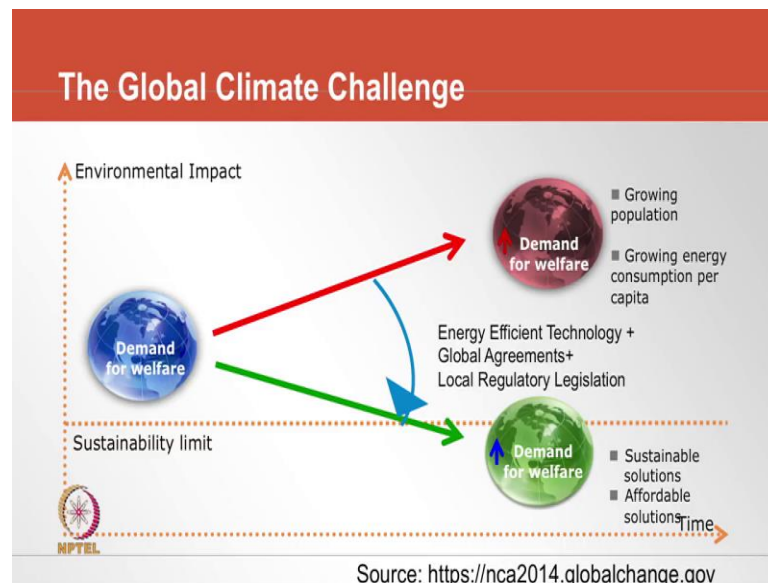 The Global Climate Challenge
Environmental Impact
■ Growing
population
■ Growing energy
consumption per
capita
Demand
for welfare
Demand
for welfare
Energy Efficient Technology +
Global Agreements+
Local Regulatory Legislation
Sustainability limit
Demand
for welfare
■ Sustainable
solutions
■ Affordable
solutions
Time
NPTEL
Source: https://nca2014.globalchange.gov